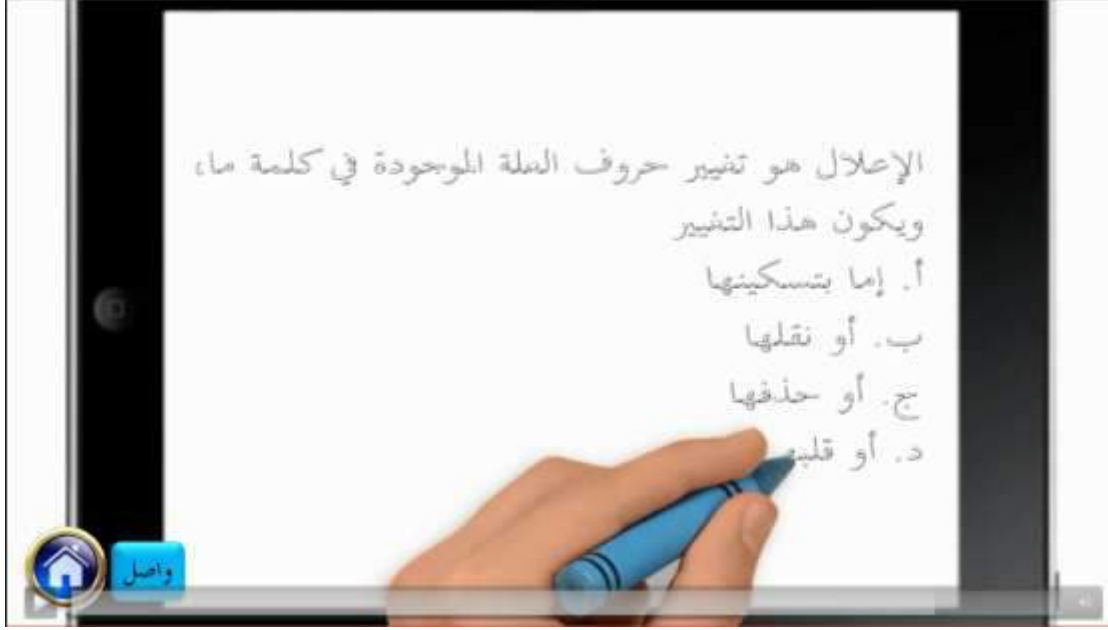 الإعلال هو تغيير حروف العلة الموجودة في كلمة ما،
ويكون هذا التغيير
أ. إما بتسكينها
ب. أو نقلها
ج. أو حذفها
د. أو قلبه
واصل